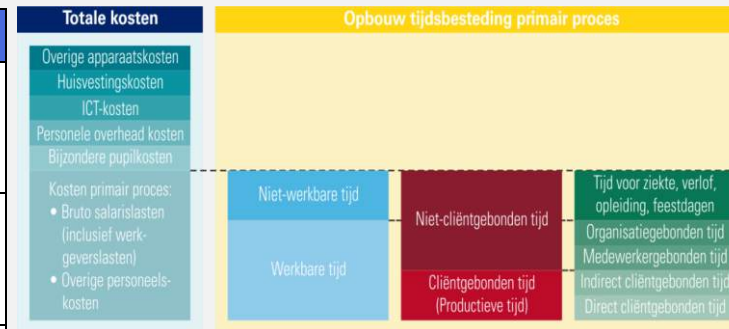 Totale kosten
Opbouw tijdsbesteding primair proces
Overige apparaatskosten
Huisvestingskosten
ICT-kosten
Personele overhead kosten
Bijzondere pupilkosten
Kosten primair proces:
• Bruto salarislasten
(inclusief werk-
geverslasten)
• Overige personeels-
kosten
Niet-werkbare tijd
Werkbare tijd
Niet-cliëntgebonden tijd
Cliëntgebonden tijd
(Productieve tijd)
Tijd voor ziekte, verlof,
opleiding, feestdagen
Organisatiegebonden tijd
Medewerkergebonden tijd
Indirect cliëntgebonden tijd
Direct cliëntgebonden tijd